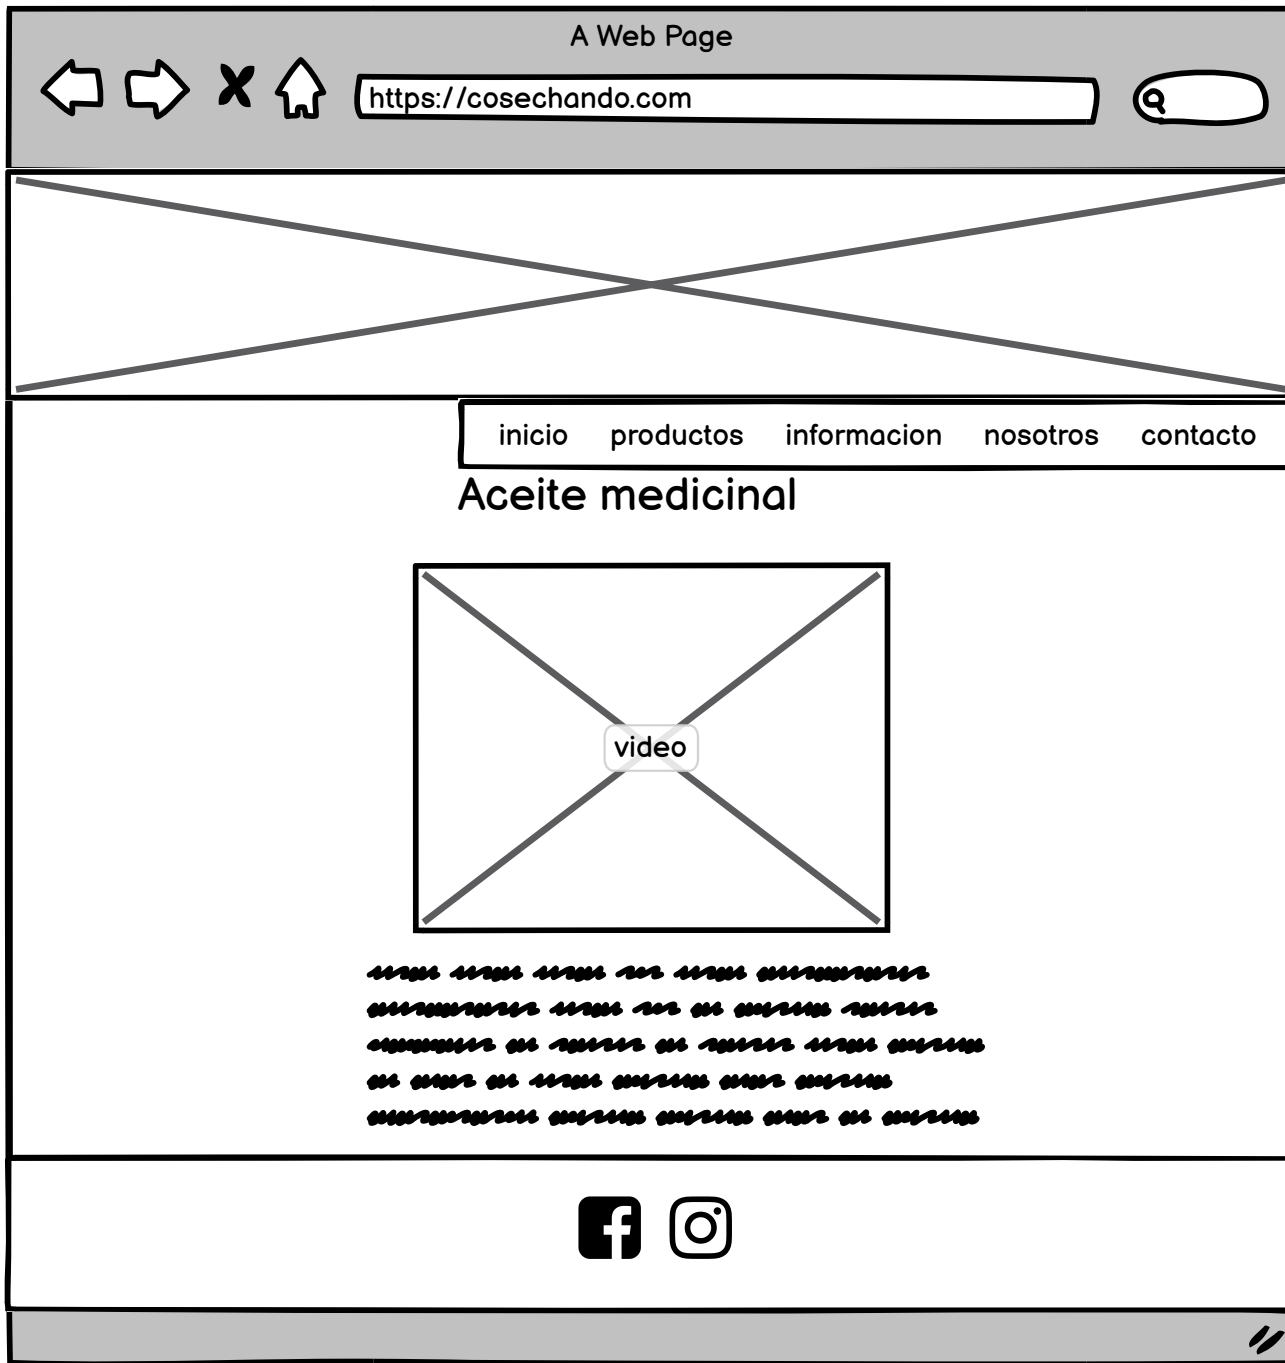 A Web Page
https://cosechando.com
inicio productos informacion nosotros contacto
Aceite medicinal
video